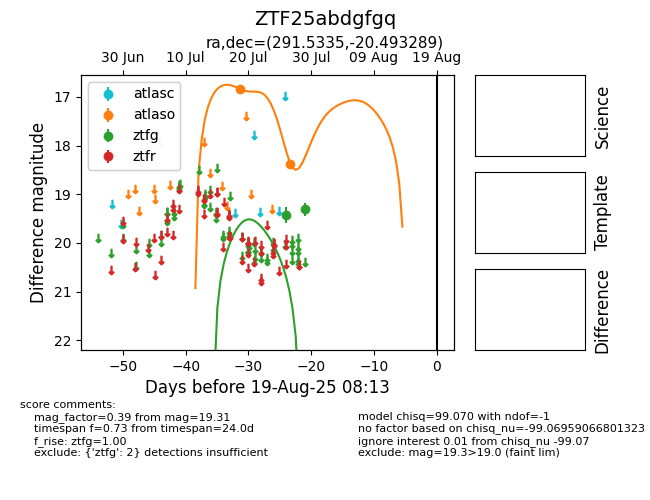 ZTF25abdgfgq
ra,dec=(291.5335,-20.493289)
30 Jun 10 Jul 20 Jul 30 Jul 09 Aug 19 Aug
atlasc
atlaso
ztfg
ztfr
17
18
19
20
21
22
Difference magnitude
−50 −40 −30 −20 −10 0
Days before 19-Aug-25 08:13
Science
Template
Difference
score comments:
mag_factor=0.39 from mag=19.31
timespan f=0.73 from timespan=24.0d
f_rise: ztfg=1.00
exclude: {'ztfg': 2} detections insufficient
model chisq=99.070 with ndof=-1
no factor based on chisq_nu=-99.06959066801323
ignore interest 0.01 from chisq_nu -99.07
exclude: mag=19.3>19.0 (faint lim)